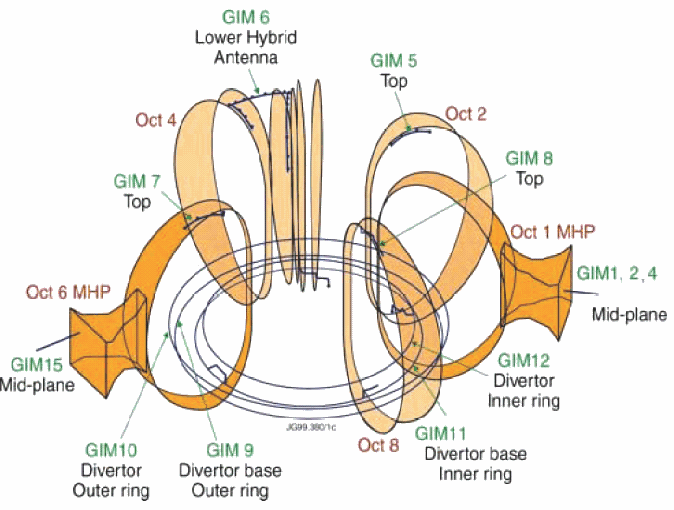 GIM 6
Lower Hybrid
Antenna
GIM 5
Top
Oct 4
Oct 2
GIM 8
Top
GIM 7
Top
Oct 1 MHP
GIM1, 2,4
Mid-plane
Oct 6 MHP
GIM15
Mid-plane
GIM12
Divertor
Inner ring
JG99.380/1c
Oct 8
GIM11
Divertor base
Inner ring
GIM10
Divertor
Outer ring
GIM 9
Divertor base
Outer ring